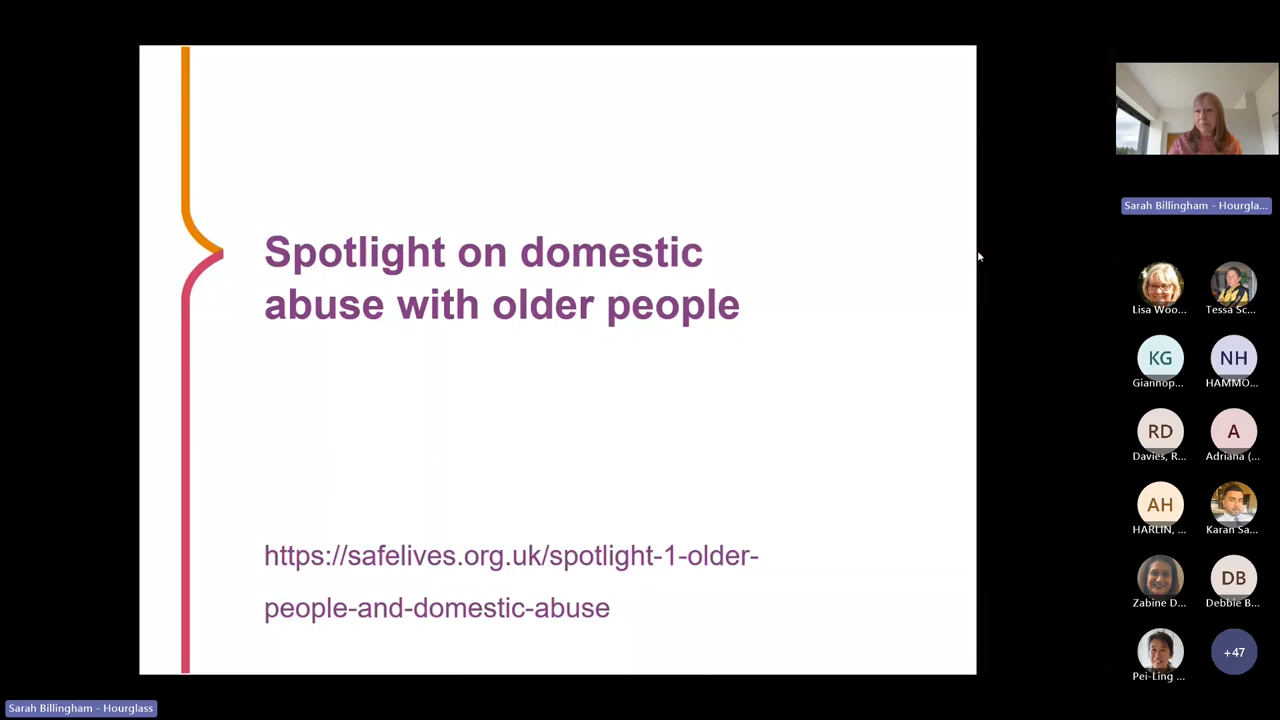 Spotlight on domestic
abuse with older people
https://safelives.org.uk/spotlight-1-older-
people-and-domestic-abuse
Sarah Billingham - Hourgla...
Lisa Woo...
Tessa Sc...
KG
NH
Giannop...
HAMMO...
RD
A
Davies, R...
Adriana (...
AH
HARLIN, ...
Karan Sa...
DB
Zabine D...
Debbie B...
+47
Pei-Ling ...
Sarah Billingham - Hourglass